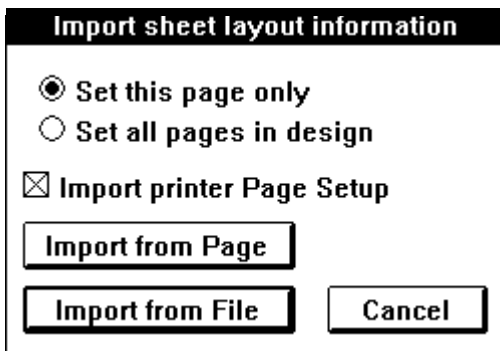 Import sheet layout information
Set this page only
Set all pages in design
Import printer Page Setup
Import from Page
Import from File Cancel